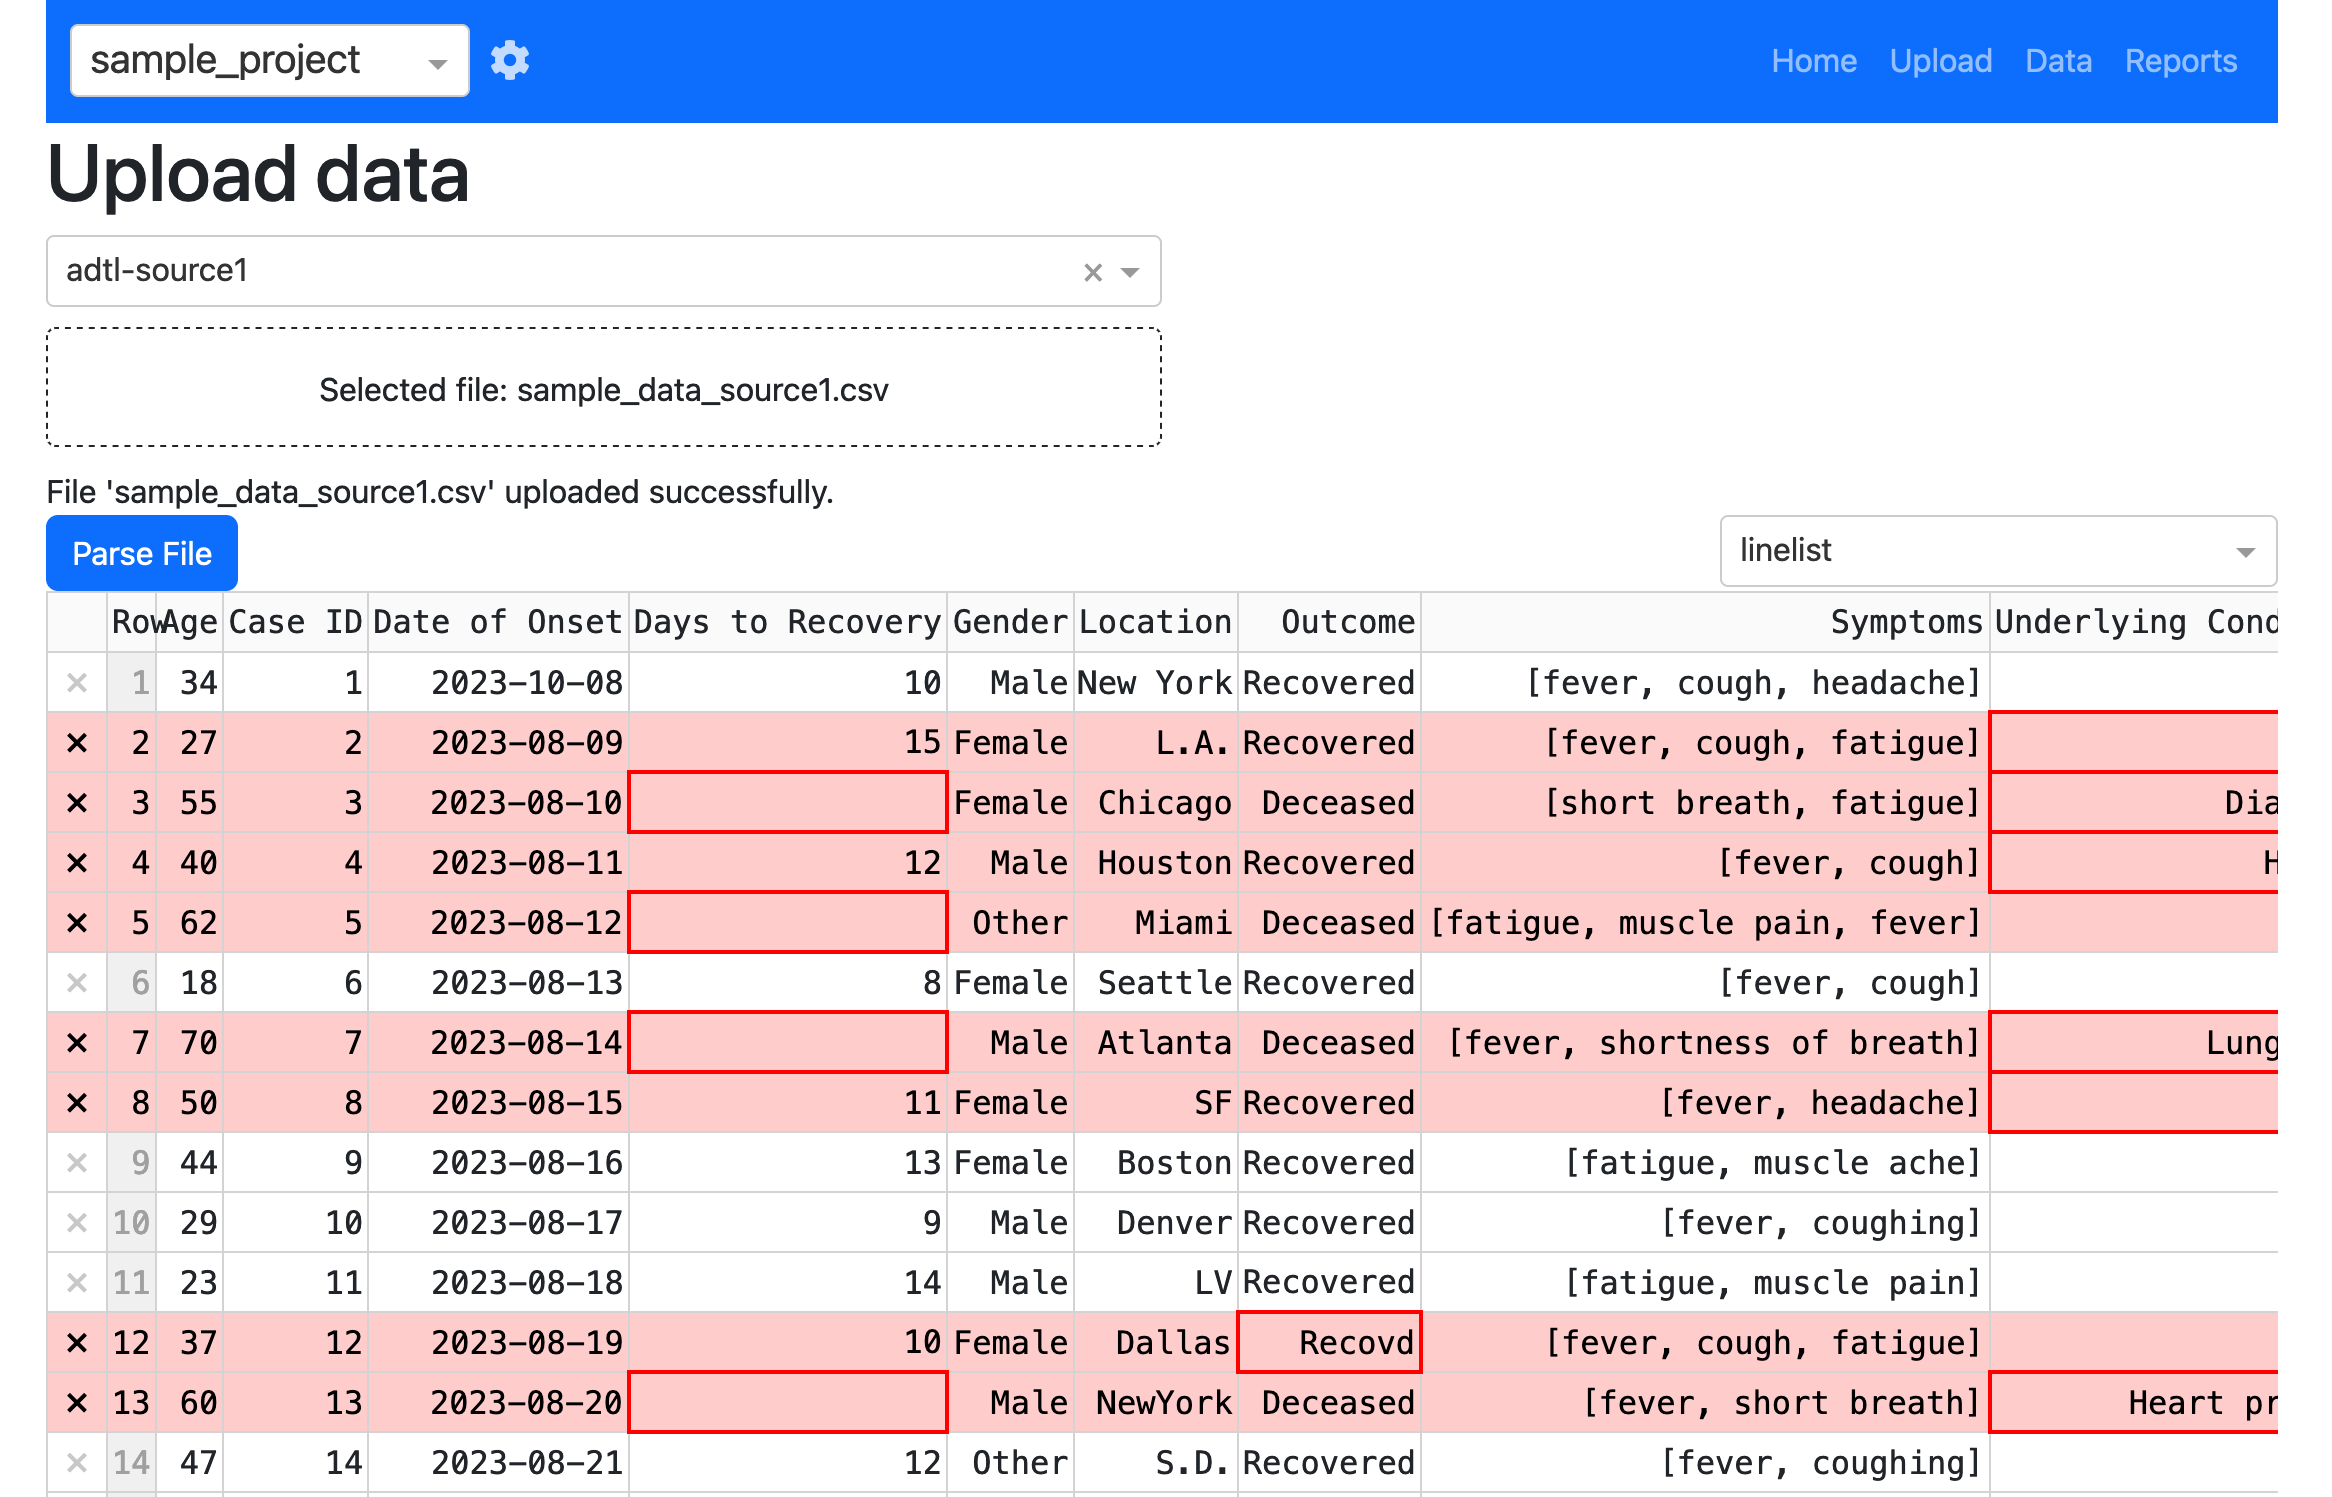 sample_project Home Upload Data Reports
Upload data
adtl-source1 ×
Selected file: sample_data_source1.csv
File 'sample_data_source1.csv' uploaded successfully.
Parse File linelist
Row Age Case ID Date of Onset Days to Recovery Gender Location Outcome Symptoms Underlying Cond
× 1 34 1 2023-10-08 10 Male New York Recovered [fever, cough, headache]
× 2 27 2 2023-08-09 15 Female L.A. Recovered [fever, cough, fatigue]
× 3 55 3 2023-08-10 Female Chicago Deceased [short breath, fatigue] Dia
× 4 40 4 2023-08-11 12 Male Houston Recovered [fever, cough] H
× 5 62 5 2023-08-12 Other Miami Deceased [fatigue, muscle pain, fever]
× 6 18 6 2023-08-13 8 Female Seattle Recovered [fever, cough]
× 7 70 7 2023-08-14 Male Atlanta Deceased [fever, shortness of breath] Lung
× 8 50 8 2023-08-15 11 Female SF Recovered [fever, headache]
× 9 44 9 2023-08-16 13 Female Boston Recovered [fatigue, muscle ache]
× 10 29 10 2023-08-17 9 Male Denver Recovered [fever, coughing]
× 11 23 11 2023-08-18 14 Male LV Recovered [fatigue, muscle pain]
× 12 37 12 2023-08-19 10 Female Dallas Recovd [fever, cough, fatigue]
× 13 60 13 2023-08-20 Male NewYork Deceased [fever, short breath] Heart pr
× 14 47 14 2023-08-21 12 Other S.D. Recovered [fever, coughing]